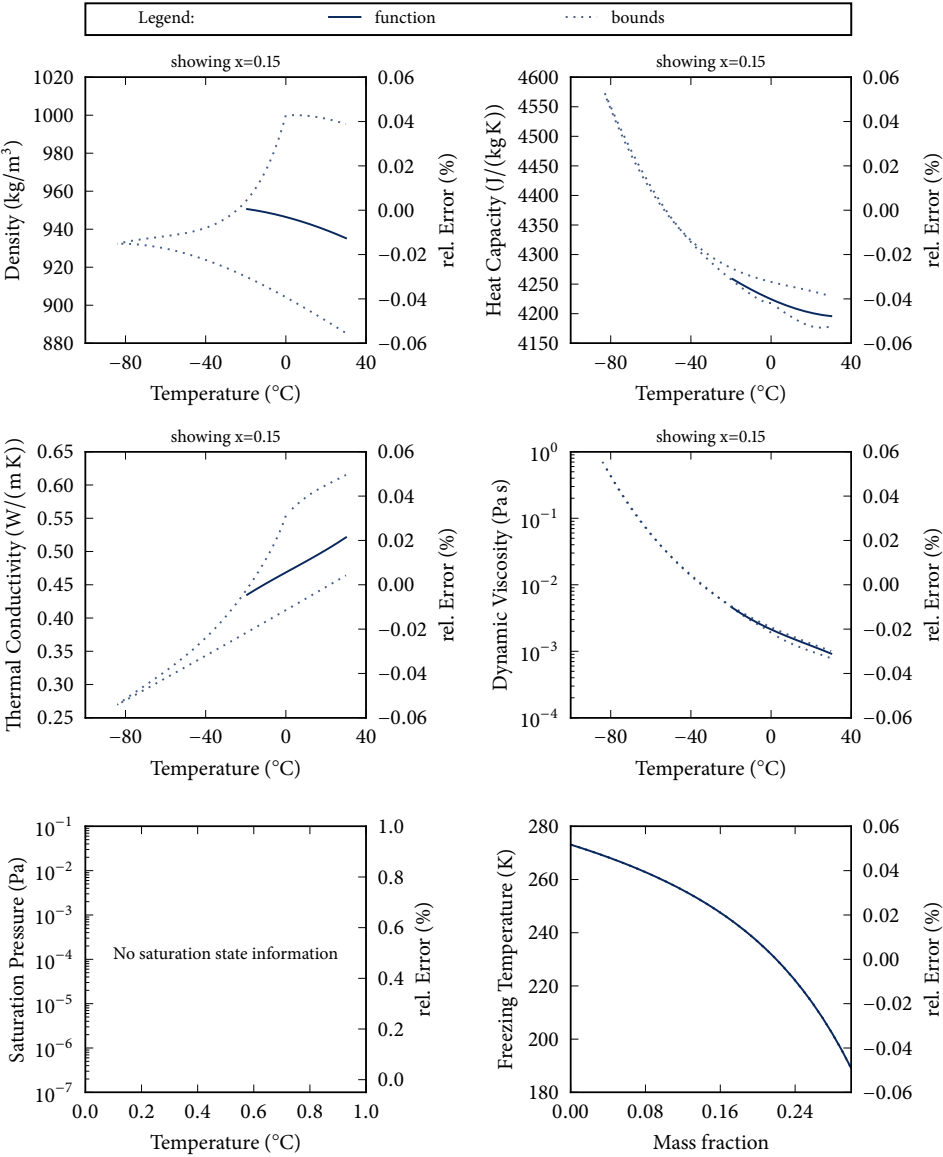 Legend: function bounds
showing x=0.15
Density (kg/m³)
1020
1000
980
960
940
920
900
880
0.06
0.04
0.02
0.00
−0.02
−0.04
−0.06
rel. Error (%)
−80 −40 0 40
Temperature (°C)
showing x=0.15
Heat Capacity (J/(kg K))
4600
4550
4500
4450
4400
4350
4300
4250
4200
4150
0.06
0.04
0.02
0.00
−0.02
−0.04
−0.06
rel. Error (%)
−80 −40 0 40
Temperature (°C)
showing x=0.15
Thermal Conductivity (W/(m K))
0.65
0.60
0.55
0.50
0.45
0.40
0.35
0.30
0.25
0.06
0.04
0.02
0.00
−0.02
−0.04
−0.06
rel. Error (%)
−80 −40 0 40
Temperature (°C)
showing x=0.15
Dynamic Viscosity (Pa s)
10⁰
10⁻¹
10⁻²
10⁻³
10⁻⁴
0.06
0.04
0.02
0.00
−0.02
−0.04
−0.06
rel. Error (%)
−80 −40 0 40
Temperature (°C)
Saturation Pressure (Pa)
10⁻¹
10⁻²
10⁻³
10⁻⁴
10⁻⁵
10⁻⁶
10⁻⁷
No saturation state information
1.0
0.8
0.6
0.4
0.2
0.0
rel. Error (%)
0.0 0.2 0.4 0.6 0.8 1.0
Temperature (°C)
Freezing Temperature (K)
280
260
240
220
200
180
0.06
0.04
0.02
0.00
−0.02
−0.04
−0.06
rel. Error (%)
0.00 0.08 0.16 0.24
Mass fraction